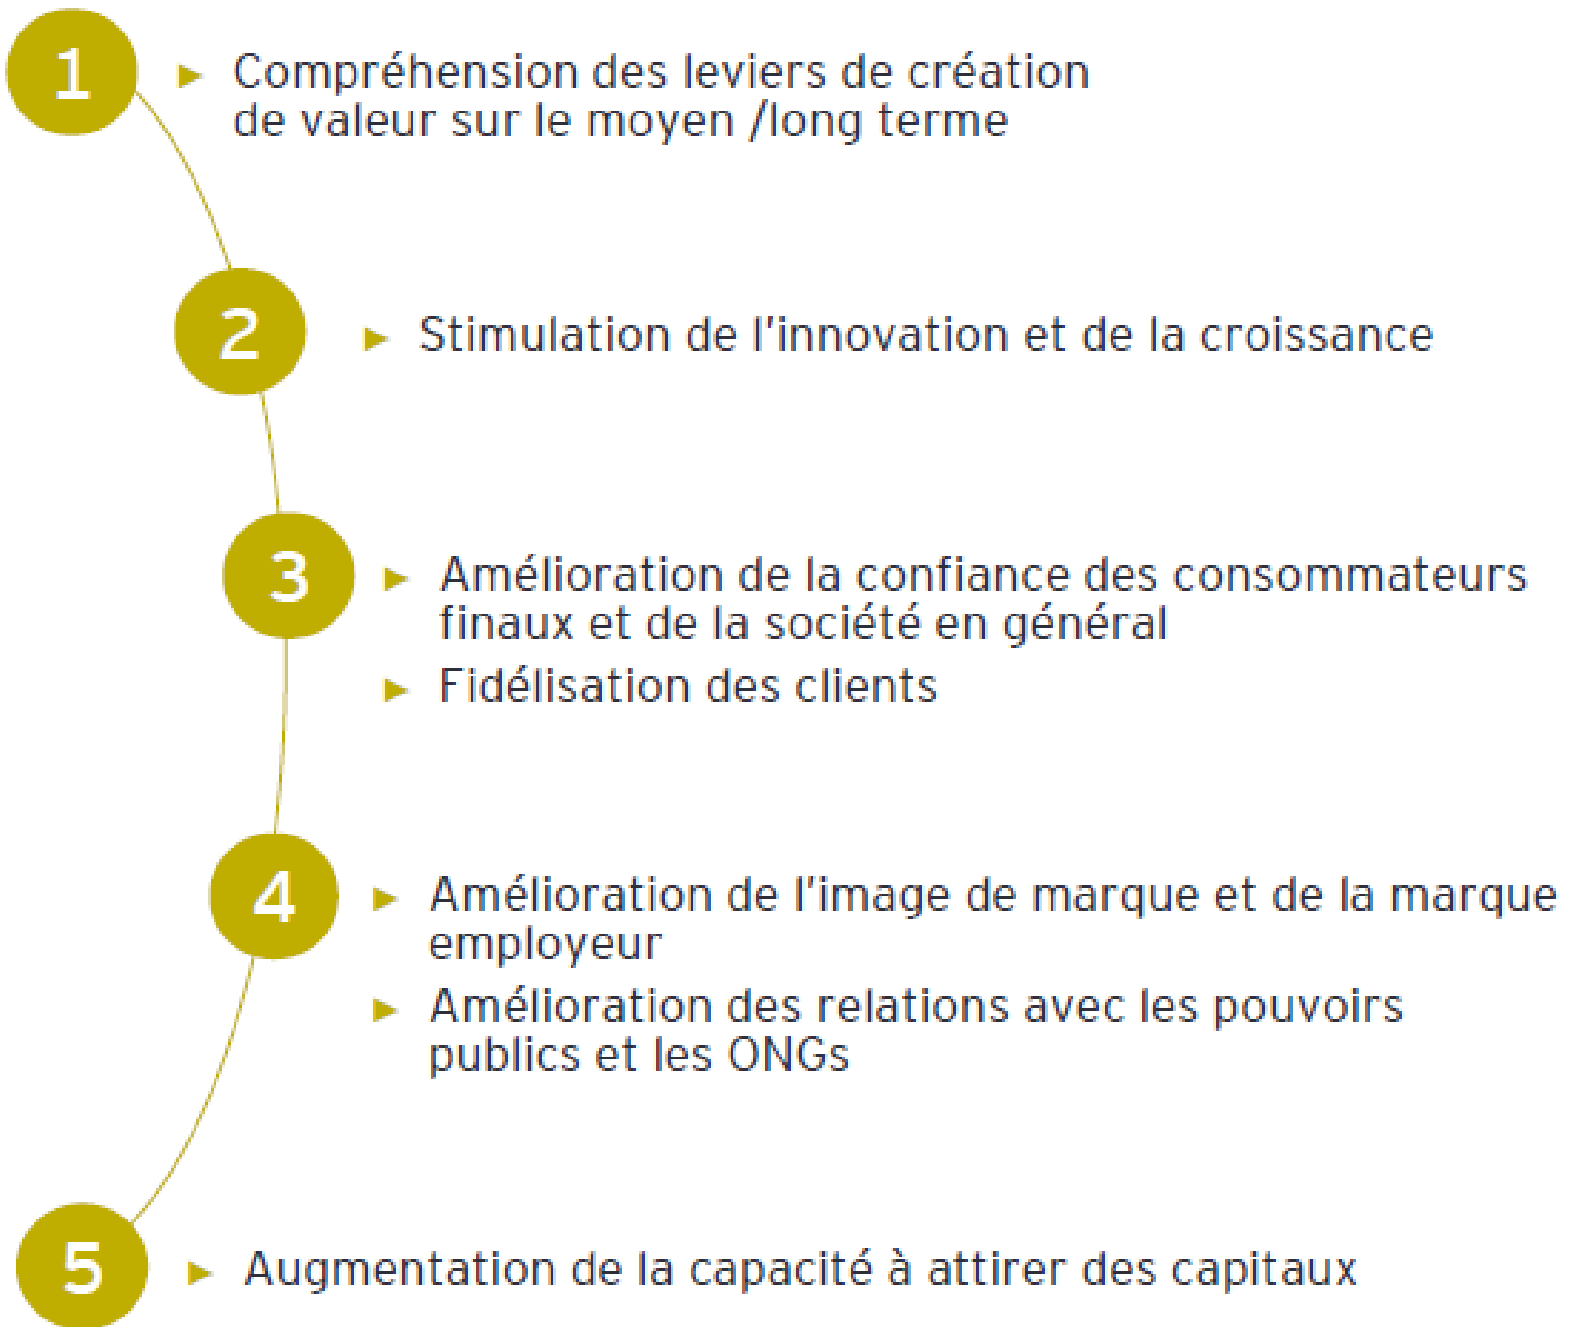 1
► Compréhension des leviers de création
de valeur sur le moyen /long terme
2
► Stimulation de l'innovation et de la croissance
3
► Amélioration de la confiance des consommateurs
finaux et de la société en général
► Fidélisation des clients
4
► Amélioration de l'image de marque et de la marque
employeur
► Amélioration des relations avec les pouvoirs
publics et les ONGs
5
► Augmentation de la capacité à attirer des capitaux